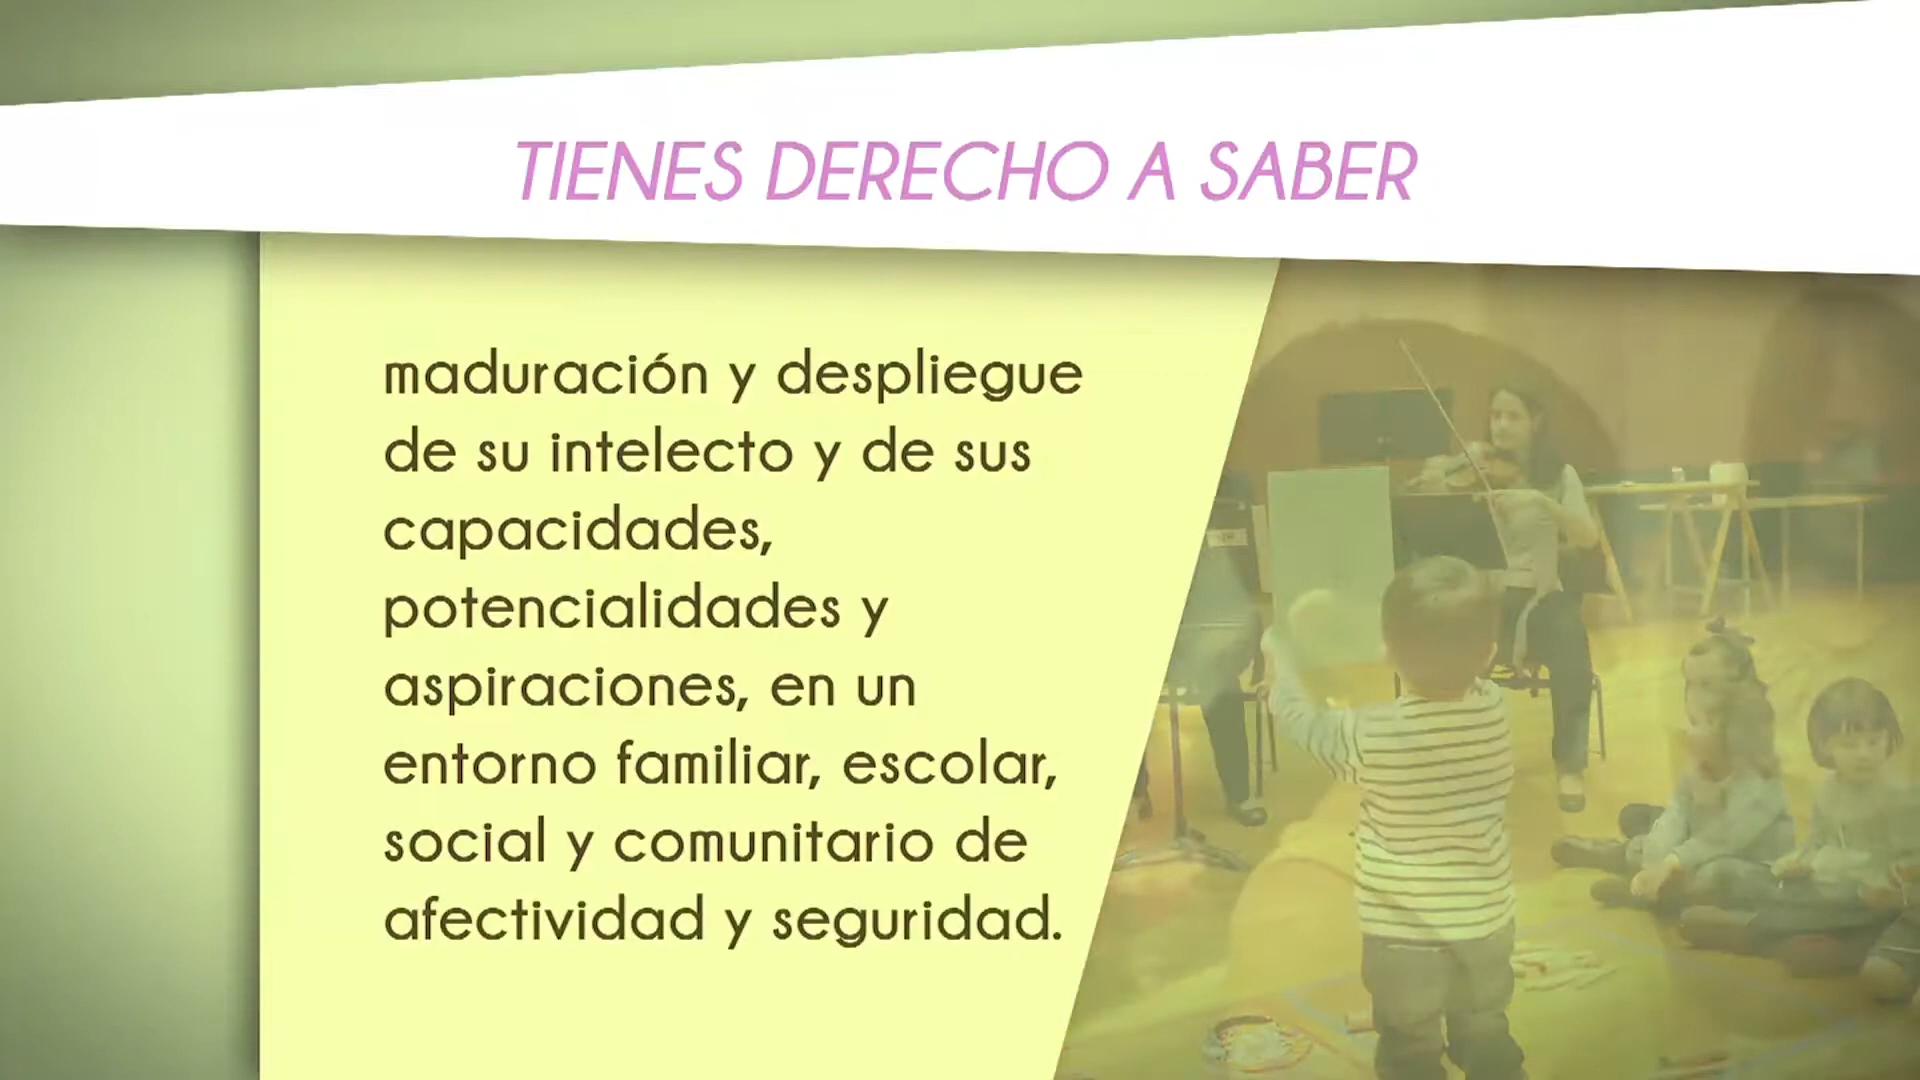 TIENES DERECHO A SABER
maduración y despliegue
de su intelecto y de sus
capacidades,
potencialidades y
aspiraciones, en un
entorno familiar, escolar,
social y comunitario de
afectividad y seguridad.